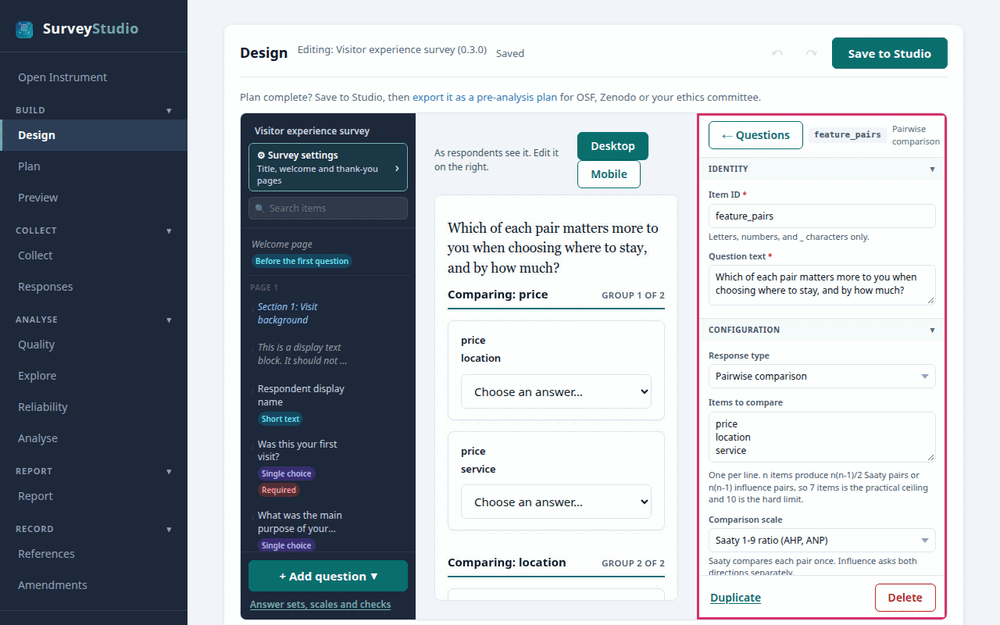 SurveyStudio
Open Instrument
BUILD
Design
Plan
Preview
COLLECT
Collect
Responses
ANALYSE
Quality
Explore
Reliability
Analyse
REPORT
Report
RECORD
References
Amendments
Design
Editing: Visitor experience survey (0.3.0)
Saved
Save to Studio
Plan complete? Save to Studio, then export it as a pre-analysis plan for OSF, Zenodo or your ethics committee.
Visitor experience survey
Survey settings
Title, welcome and thank-you
pages
Search items
Welcome page
Before the first question
PAGE 1
Section 1: Visit
background
This is a display text
block. It should not ...
Respondent display
name
Short text
Was this your first
visit?
Single choice
Required
What was the main
purpose of your...
Single choice
+ Add question ▼
Answer sets, scales and checks
As respondents see it. Edit it
on the right.
Desktop
Mobile
Which of each pair matters more to
you when choosing where to stay,
and by how much?
Comparing: price
GROUP 1 OF 2
price
location
Choose an answer...
price
service
Choose an answer...
Comparing: location
GROUP 2 OF 2
← Questions
feature_pairs
Pairwise
comparison
IDENTITY
Item ID *
feature_pairs
Letters, numbers, and _ characters only.
Question text *
Which of each pair matters more to you when
choosing where to stay, and by how much?
CONFIGURATION
Response type
Pairwise comparison
Items to compare
price
location
service
One per line. n items produce n(n-1)/2 Saaty pairs or
n(n-1) influence pairs, so 7 items is the practical ceiling
and 10 is the hard limit.
Comparison scale
Saaty 1-9 ratio (AHP, ANP)
Saaty compares each pair once. Influence asks both
directions separately.
Duplicate
Delete